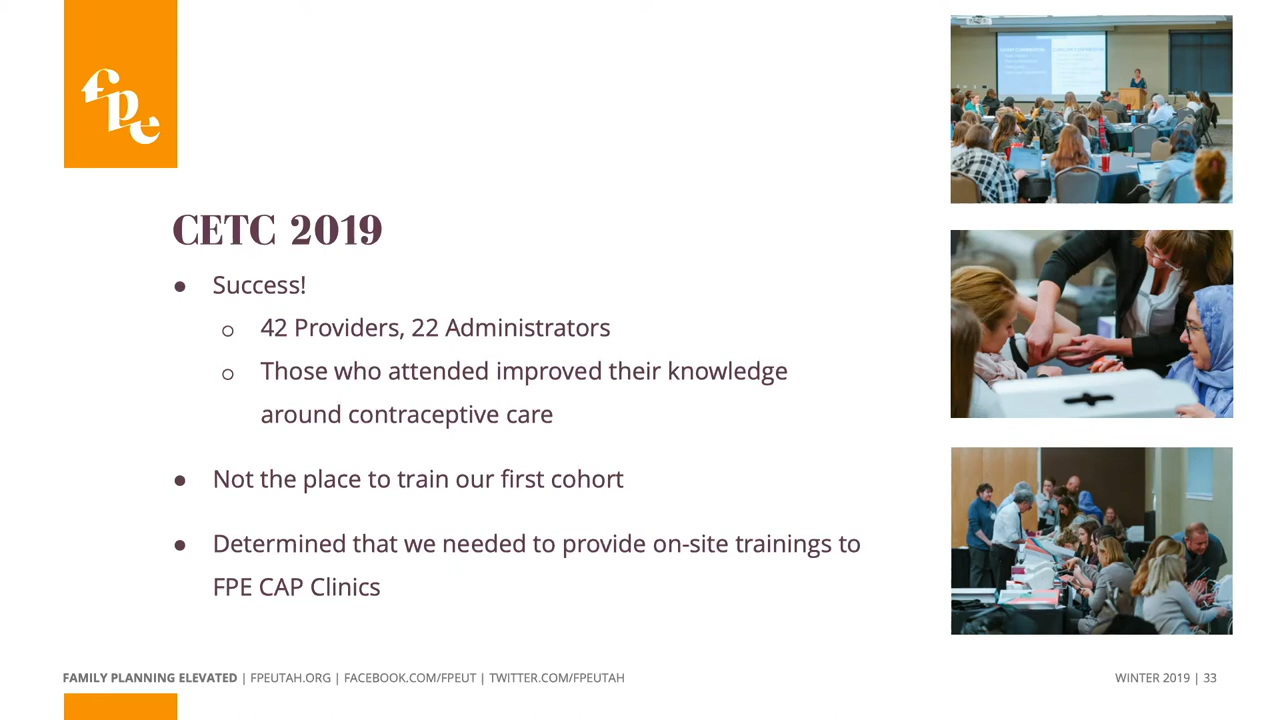 fpe
CETC 2019
● Success!
○ 42 Providers, 22 Administrators
○ Those who attended improved their knowledge
around contraceptive care
● Not the place to train our first cohort
● Determined that we needed to provide on-site trainings to
FPE CAP Clinics
FAMILY PLANNING ELEVATED | FPEUTAH.ORG | FACEBOOK.COM/FPEUT | TWITTER.COM/FPEUTAH
WINTER 2019 | 33